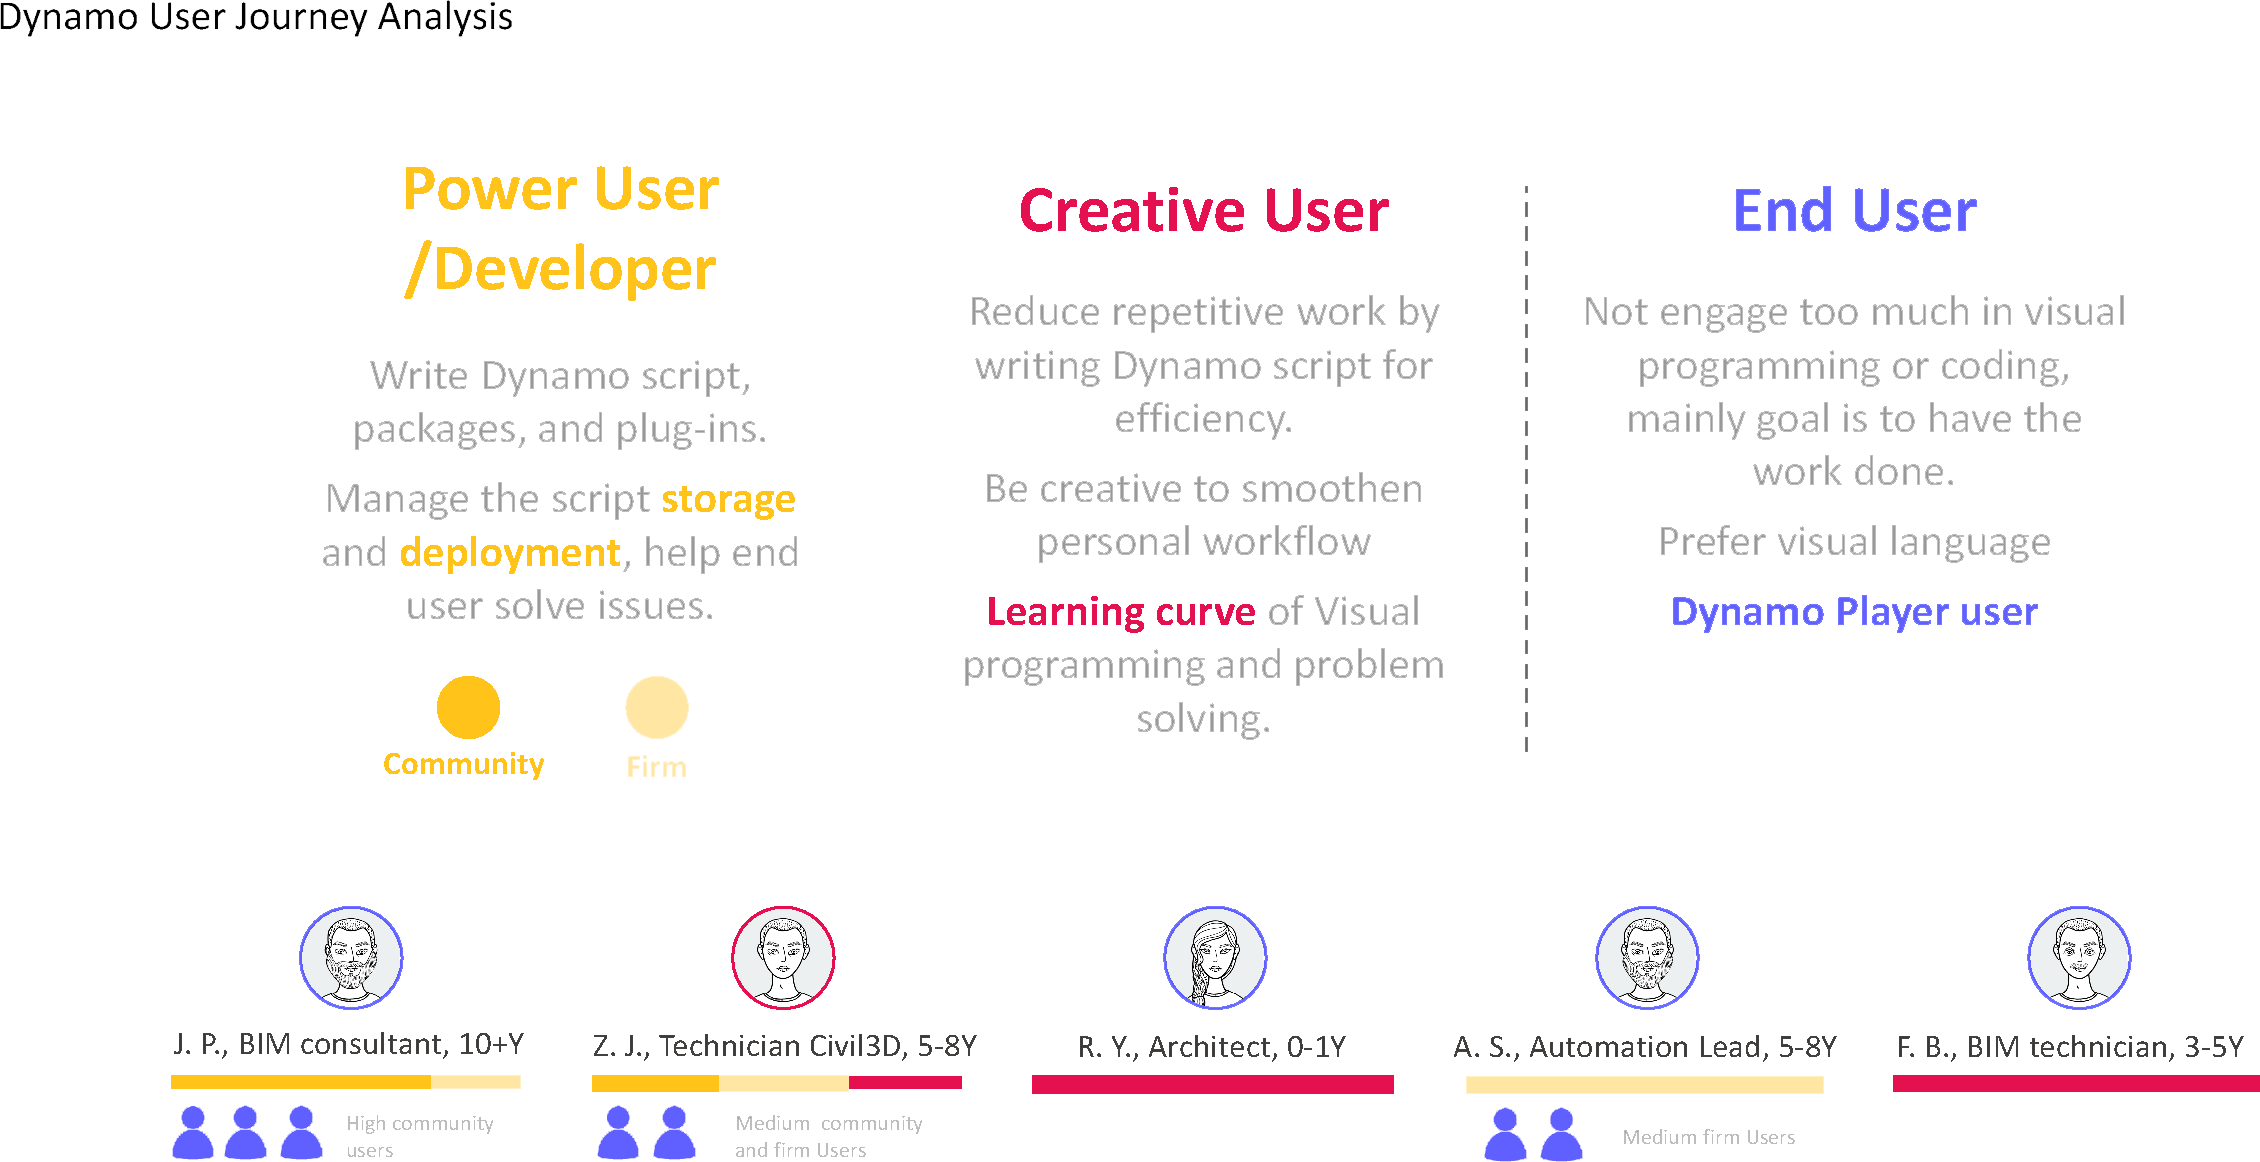 Dynamo User Journey Analysis
Power User
/Developer
Write Dynamo script,
packages, and plug-ins.
Manage the script storage
and deployment, help end
user solve issues.
Community
Firm
Creative User
Reduce repetitive work by
writing Dynamo script for
efficiency.
Be creative to smoothen
personal workflow
Learning curve of Visual
programming and problem
solving.
End User
Not engage too much in visual
programming or coding,
mainly goal is to have the
work done.
Prefer visual language
Dynamo Player user
J. P., BIM consultant, 10+Y
High community
users
Z. J., Technician Civil3D, 5-8Y
Medium community
and firm Users
R. Y., Architect, 0-1Y
A. S., Automation Lead, 5-8Y
Medium firm Users
F. B., BIM technician, 3-5Y